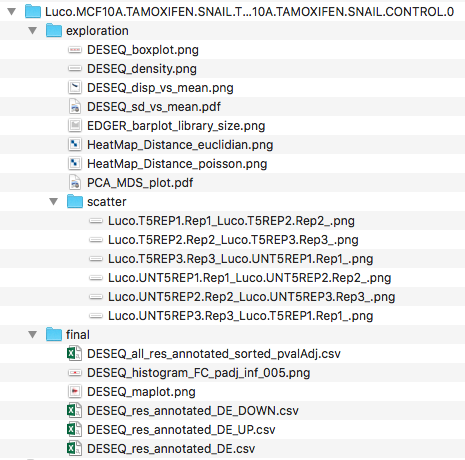 Luco.MCF10A.TAMOXIFEN.SNAIL.T...10A.TAMOXIFEN.SNAIL.CONTROL.0
exploration
DESEQ_boxplot.png
DESEQ_density.png
DESEQ_disp_vs_mean.png
DESEQ_sd_vs_mean.pdf
EDGER_barplot_library_size.png
HeatMap_Distance_euclidian.png
HeatMap_Distance_poisson.png
PCA_MDS_plot.pdf
scatter
Luco.T5REP1.Rep1_Luco.T5REP2.Rep2_.png
Luco.T5REP2.Rep2_Luco.T5REP3.Rep3_.png
Luco.T5REP3.Rep3_Luco.UNT5REP1.Rep1_.png
Luco.UNT5REP1.Rep1_Luco.UNT5REP2.Rep2_.png
Luco.UNT5REP2.Rep2_Luco.UNT5REP3.Rep3_.png
Luco.UNT5REP3.Rep3_Luco.T5REP1.Rep1_.png
final
DESEQ_all_res_annotated_sorted_pvalAdj.csv
DESEQ_histogram_FC_padj_inf_005.png
DESEQ_maplot.png
DESEQ_res_annotated_DE_DOWN.csv
DESEQ_res_annotated_DE_UP.csv
DESEQ_res_annotated_DE.csv